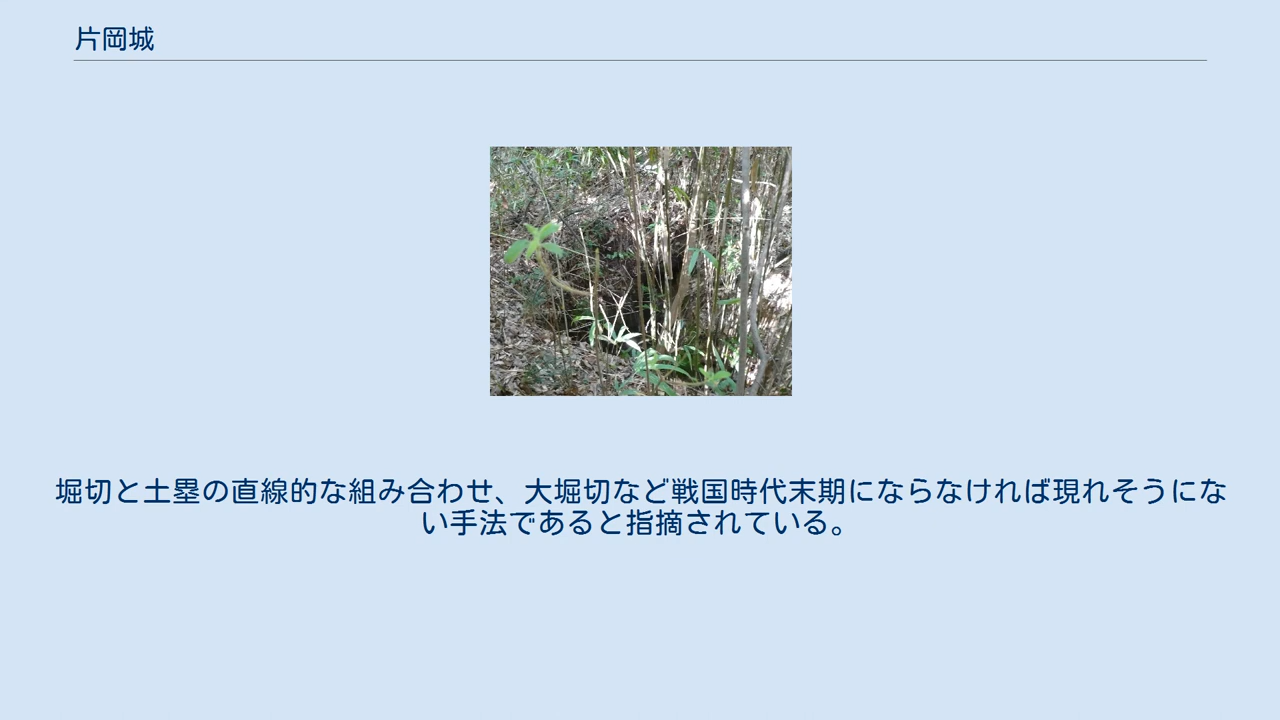 片岡城
堀切と土塁の直線的な組み合わせ、大堀切など戦国時代末期にならなければ現れそうにな
い手法であると指摘されている。